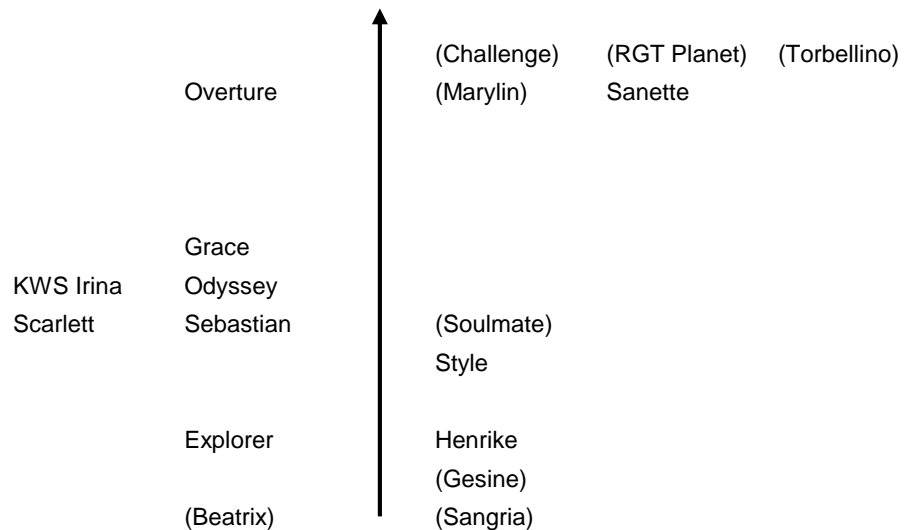 (Challenge) (RGT Planet) (Torbellino)
Overture (Marylin) Sanette
Grace
KWS Irina Odyssey
Scarlett Sebastian (Soulmate)
Style
Explorer Henrike
(Gesine)
(Beatrix) (Sangria)